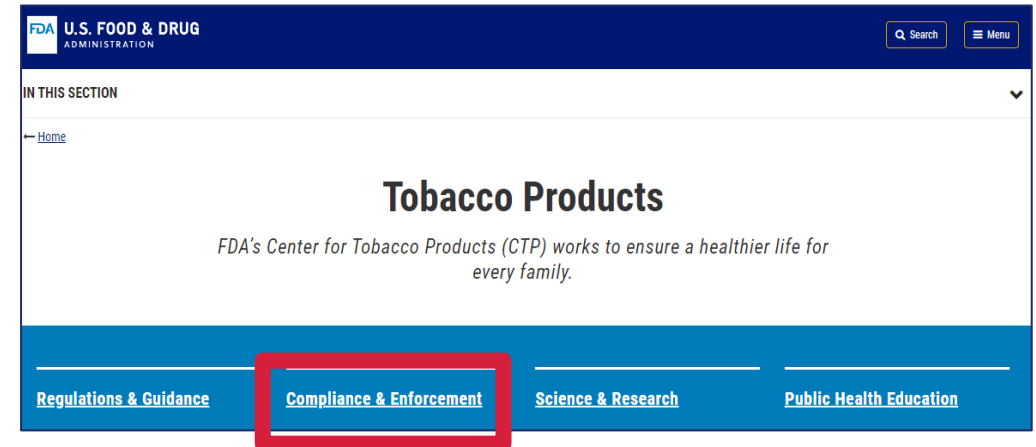 FDA U.S. FOOD & DRUG
ADMINISTRATION
Search
Menu
IN THIS SECTION
← Home
Tobacco Products
FDA's Center for Tobacco Products (CTP) works to ensure a healthier life for
every family.
Regulations & Guidance
Compliance & Enforcement
Science & Research
Public Health Education